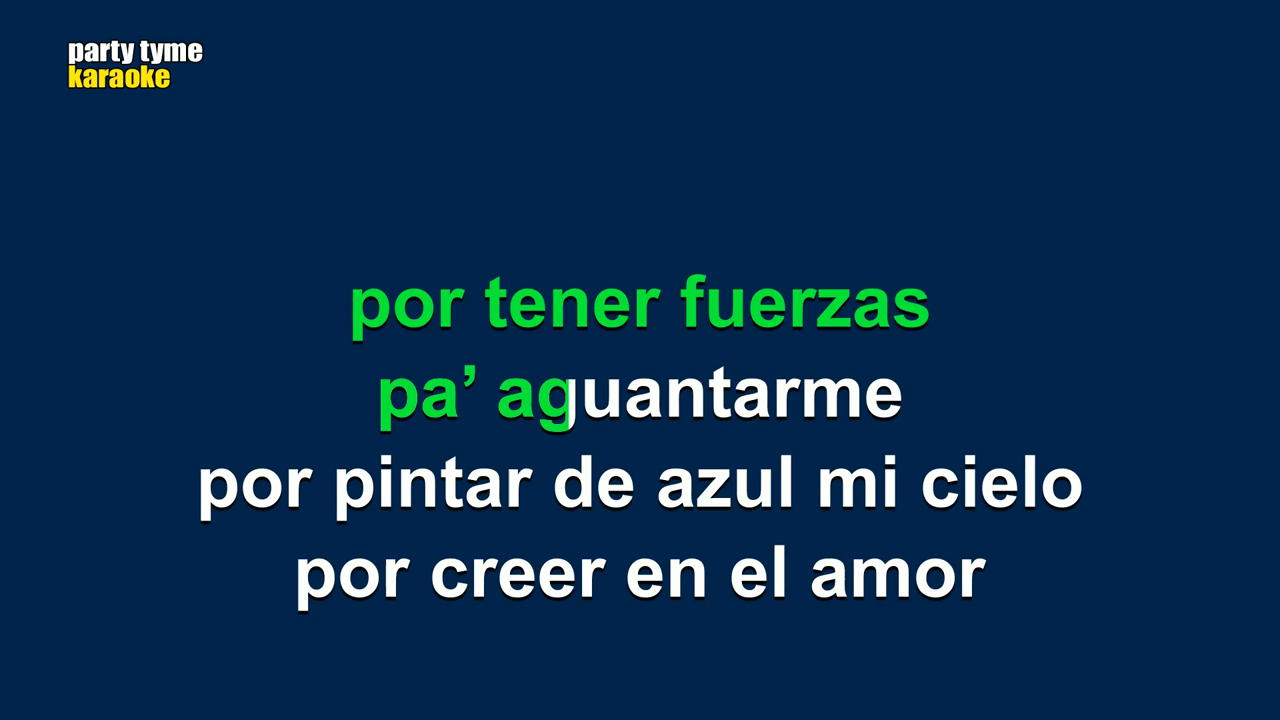 party tyme
karaoke
por tener fuerzas
pa’ aguantarme
por pintar de azul mi cielo
por creer en el amor